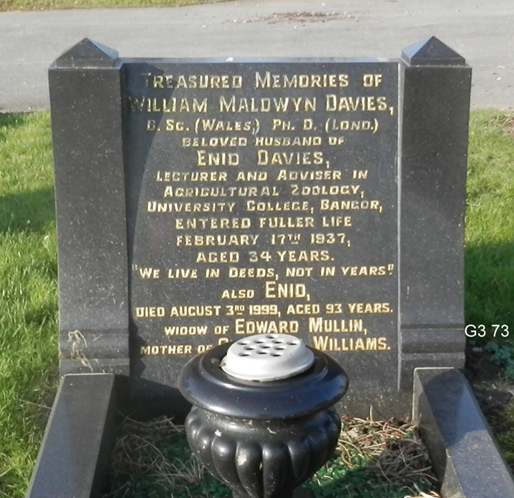 TREASURED MEMORIES OF
WILLIAM MALDWYN DAVIES,
B. SC. (WALES,) PH. D. (LOND.)
BELOVED HUSBAND OF
ENID DAVIES,
LECTURER AND ADVISER IN
AGRICULTURAL ZOOLOGY,
UNIVERSITY COLLEGE, BANGOR,
ENTERED FULLER LIFE
FEBRUARY 17TH 1937,
AGED 34 YEARS.
"WE LIVE IN DEEDS, NOT IN YEARS"
ALSO ENID,
DIED AUGUST 3RD 1999, AGED 93 YEARS.
WIDOW OF EDWARD MULLIN,
MOTHER OF WILLIAMS.
G3 73